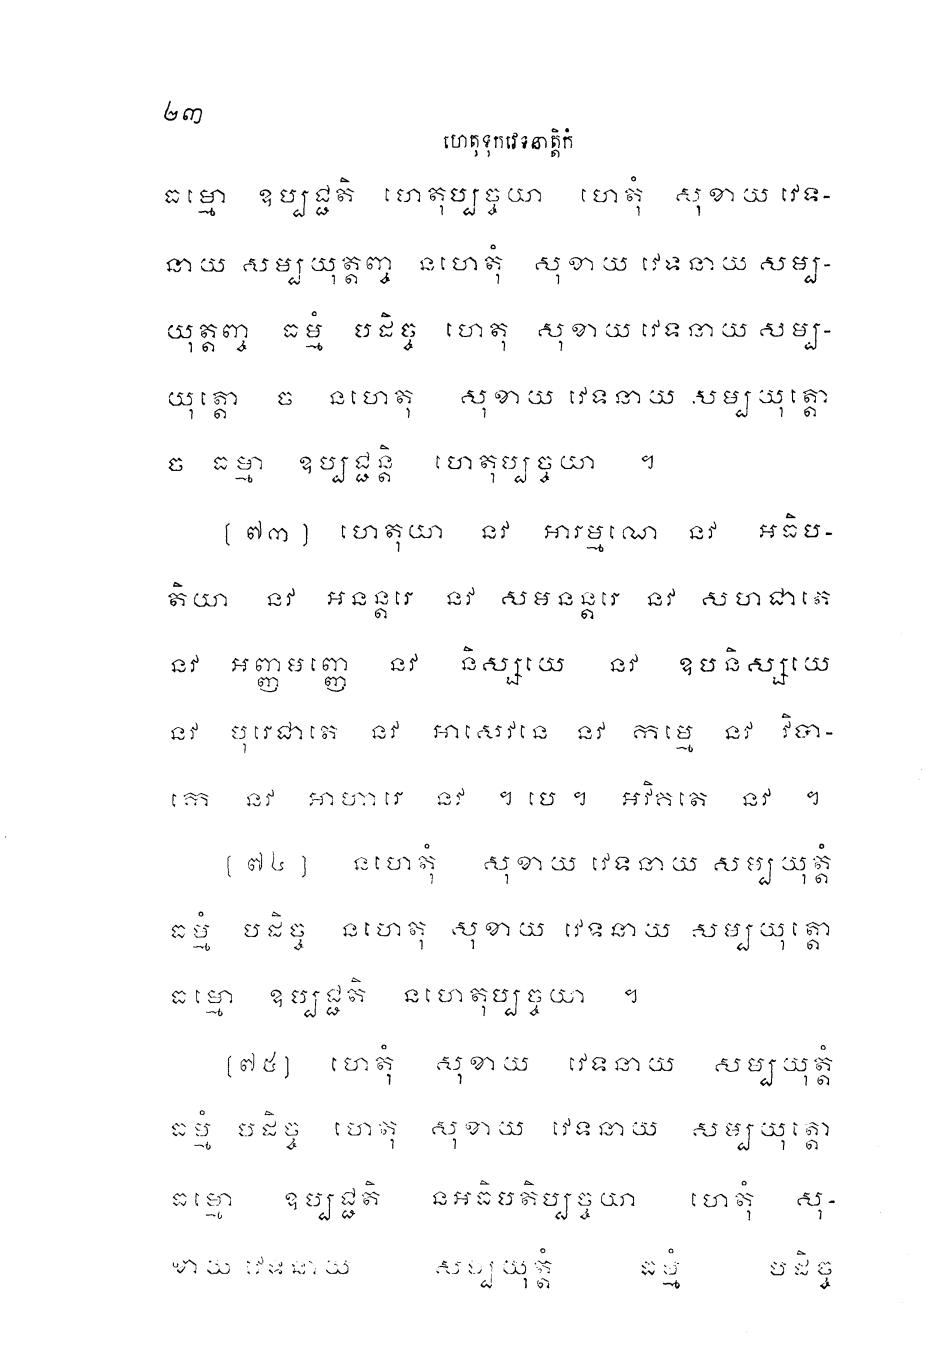 ២៣
ហេតុទុកវេទនាត្តិកំ
ធម្មោ ឧប្បជ្ជតិ ហេតុប្បច្ចយា ហេតុំ សុខាយ វេទ-
នាយ សម្បយុត្តញ្ច នហេតុំ សុខាយ វេទនាយ សម្ប-
យុត្តញ្ច ធម្មំ បដិច្ច ហេតុ សុខាយ វេទនាយ សម្ប-
យុត្តោ ច នហេតុ សុខាយ វេទនាយ សម្បយុត្តោ
ច ធម្មា ឧប្បជ្ជន្តិ ហេតុប្បច្ចយា ។
[ ៧៣ ] ហេតុយា នវ អារម្មណេ នវ អធិប-
តិយា នវ អនន្តរេ នវ សមនន្តរេ នវ សហជាតេ
នវ អញ្ញមញ្ញេ នវ និស្សយេ នវ ឧបនិស្សយេ
នវ បុរេជាតេ នវ អាសេវនេ នវ កម្មេ នវ វិបា-
កេ នវ អាហារេ នវ ។ បេ ។ អវិគតេ នវ ។
[ ៧៤ ] នហេតុំ សុខាយ វេទនាយ សម្បយុត្តំ
ធម្មំ បដិច្ច នហេតុ សុខាយ វេទនាយ សម្បយុត្តោ
ធម្មោ ឧប្បជ្ជតិ នហេតុប្បច្ចយា ។
[៧៥] ហេតុំ សុខាយ វេទនាយ សម្បយុត្តំ
ធម្មំ បដិច្ច ហេតុ សុខាយ វេទនាយ សម្បយុត្តោ
ធម្មោ ឧប្បជ្ជតិ នអធិបតិប្បច្ចយា ហេតុំ សុ-
ខាយ វេទនាយ សម្បយុត្តំ ធម្មំ បដិច្ច